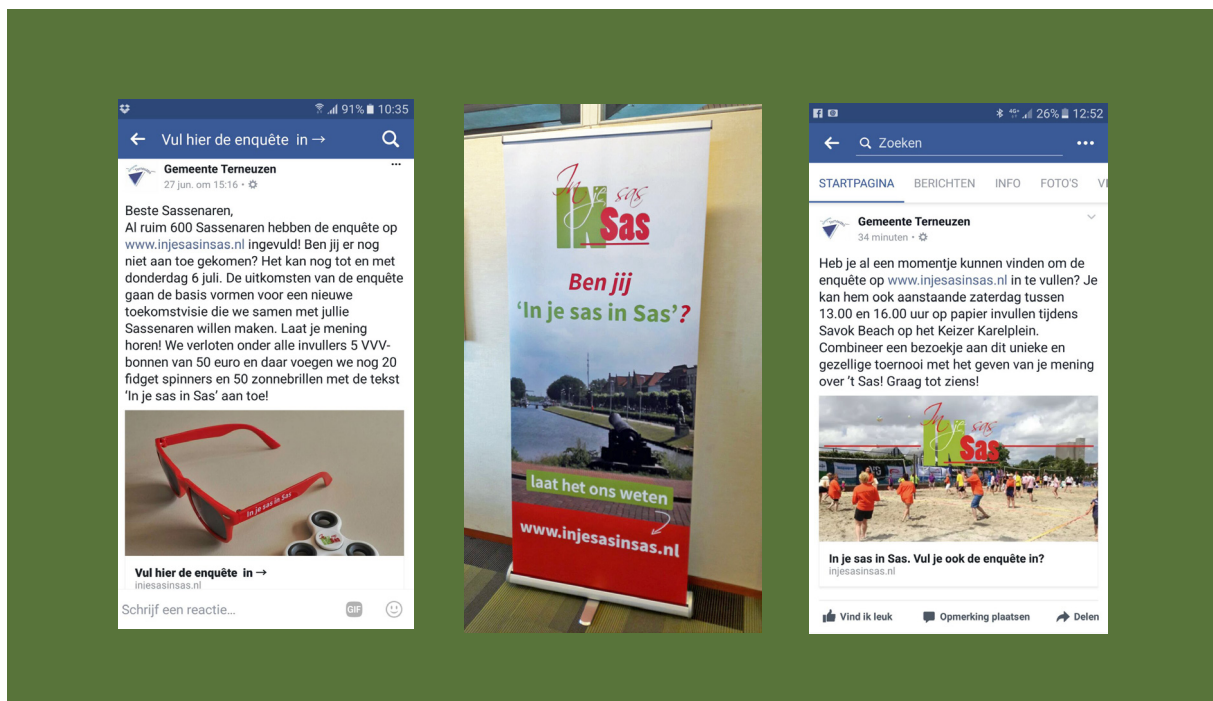 91% 10:35
Vul hier de enquête in →
Gemeente Terneuzen
27 jun. om 15:16
Beste Sassenaren,
Al ruim 600 Sassenaren hebben de enquête op
www.injesasinsas.nl ingevuld! Ben jij er nog
niet aan toe gekomen? Het kan nog tot en met
donderdag 6 juli. De uitkomsten van de enquête
gaan de basis vormen voor een nieuwe
toekomstvisie die we samen met jullie
Sassenaren willen maken. Laat je mening
horen! We verloten onder alle invullers 5 VVV-
bonnen van 50 euro en daar voegen we nog 20
fidget spinners en 50 zonnebrillen met de tekst
'In je sas in Sas' aan toe!
In je sas in Sas
Vul hier de enquête in →
injesasinsas.nl
Schrijf een reactie...
GIF
In je sas
IN Sas
Ben jij
'In je sas in Sas'?
laat het ons weten
www.injesasinsas.nl
4G+ 26% 12:52
Zoeken
STARTPAGINA BERICHTEN INFO FOTO'S VI
Gemeente Terneuzen
34 minuten
Heb je al een momentje kunnen vinden om de
enquête op www.injesasinsas.nl in te vullen? Je
kan hem ook aanstaande zaterdag tussen
13.00 en 16.00 uur op papier invullen tijdens
Savok Beach op het Keizer Karelplein.
Combineer een bezoekje aan dit unieke en
gezellige toernooi met het geven van je mening
over 't Sas! Graag tot ziens!
In je sas
IN Sas
In je sas in Sas. Vul je ook de enquête in?
injesasinsas.nl
Vind ik leuk Opmerking plaatsen Delen